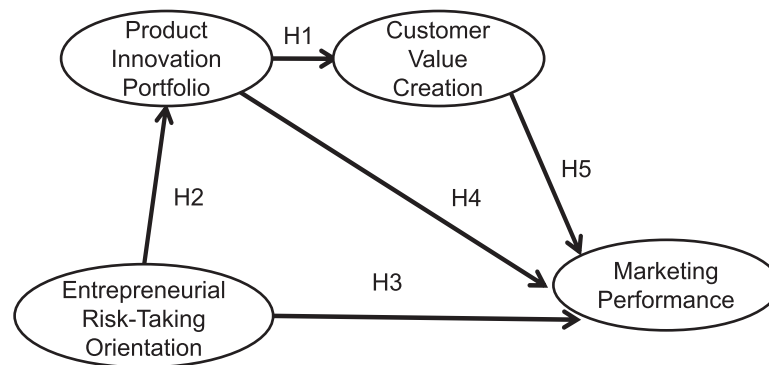 Product
Innovation
Portfolio
H1
Customer
Value
Creation
H2
H4
H5
Entrepreneurial
Risk-Taking
Orientation
H3
Marketing
Performance